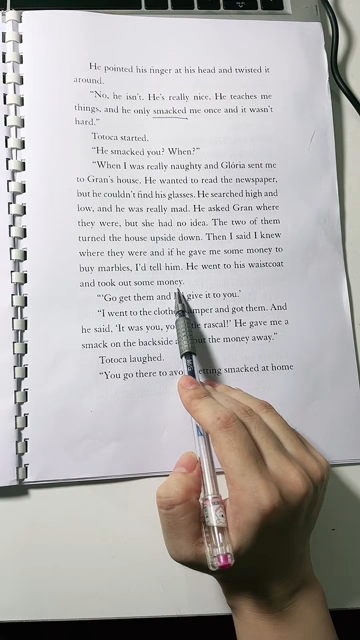 He pointed his finger at his head and twisted it
around.
“No, he isn't. He's really nice. He teaches me
things, and he only smacked me once and it wasn't
hard.”
Totoca started.
“He smacked you? When?”
“When I was really naughty and Glória sent me
to Gran's house. He wanted to read the newspaper,
but he couldn't find his glasses. He searched high and
low, and he was really mad. He asked Gran where
they were, but she had no idea. The two of them
turned the house upside down. Then I said I knew
where they were and if he gave me some money to
buy marbles, I'd tell him. He went to his waistcoat
and took out some money.
“‘Go get them and give it to you.’
“I went to the hamper and got them. And
he said, ‘It was you, rascal!’ He gave me a
smack on the backside the money away.”
Totoca laughed.
“You go there to smacked at home